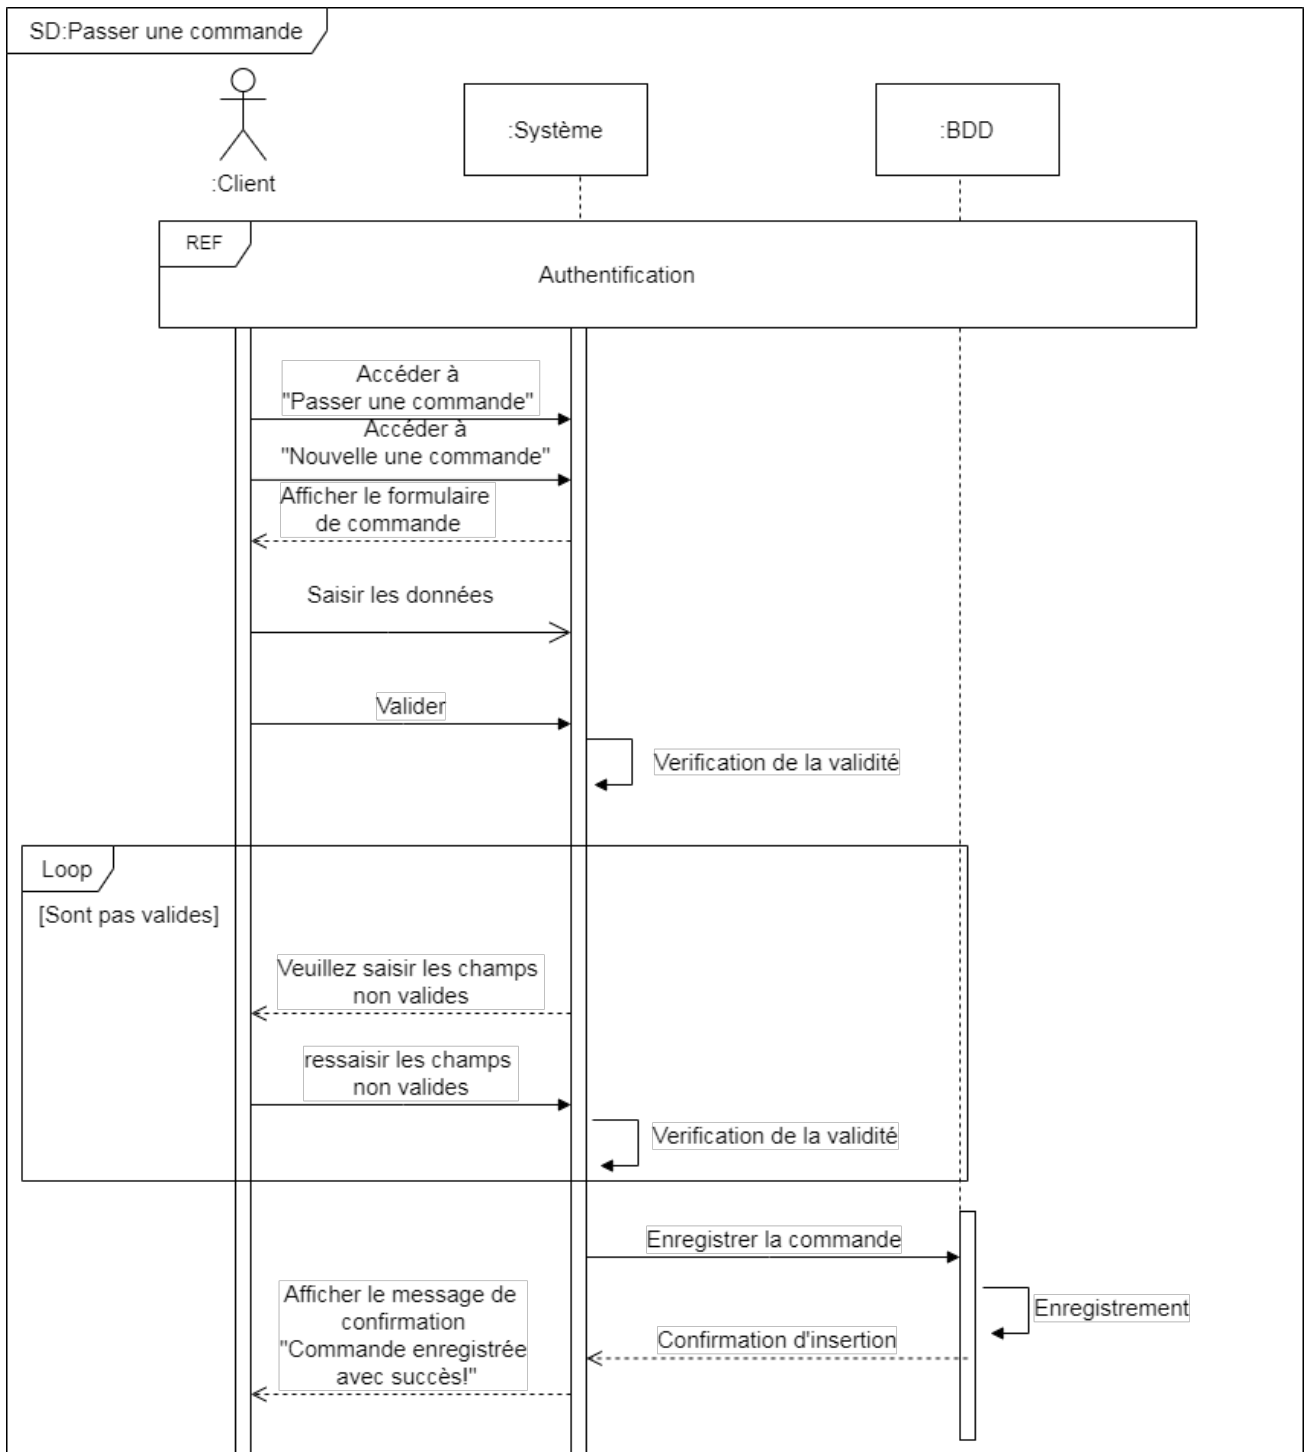 SD:Passer une commande
:Client
:Système
:BDD
REF
Authentification
Accéder à
"Passer une commande"
Accéder à
"Nouvelle une commande"
Afficher le formulaire
de commande
Saisir les données
Valider
Verification de la validité
Loop
[Sont pas valides]
Veuillez saisir les champs
non valides
ressaisir les champs
non valides
Verification de la validité
Enregistrer la commande
Enregistrement
Confirmation d'insertion
Afficher le message de
confirmation
"Commande enregistrée
avec succès!"